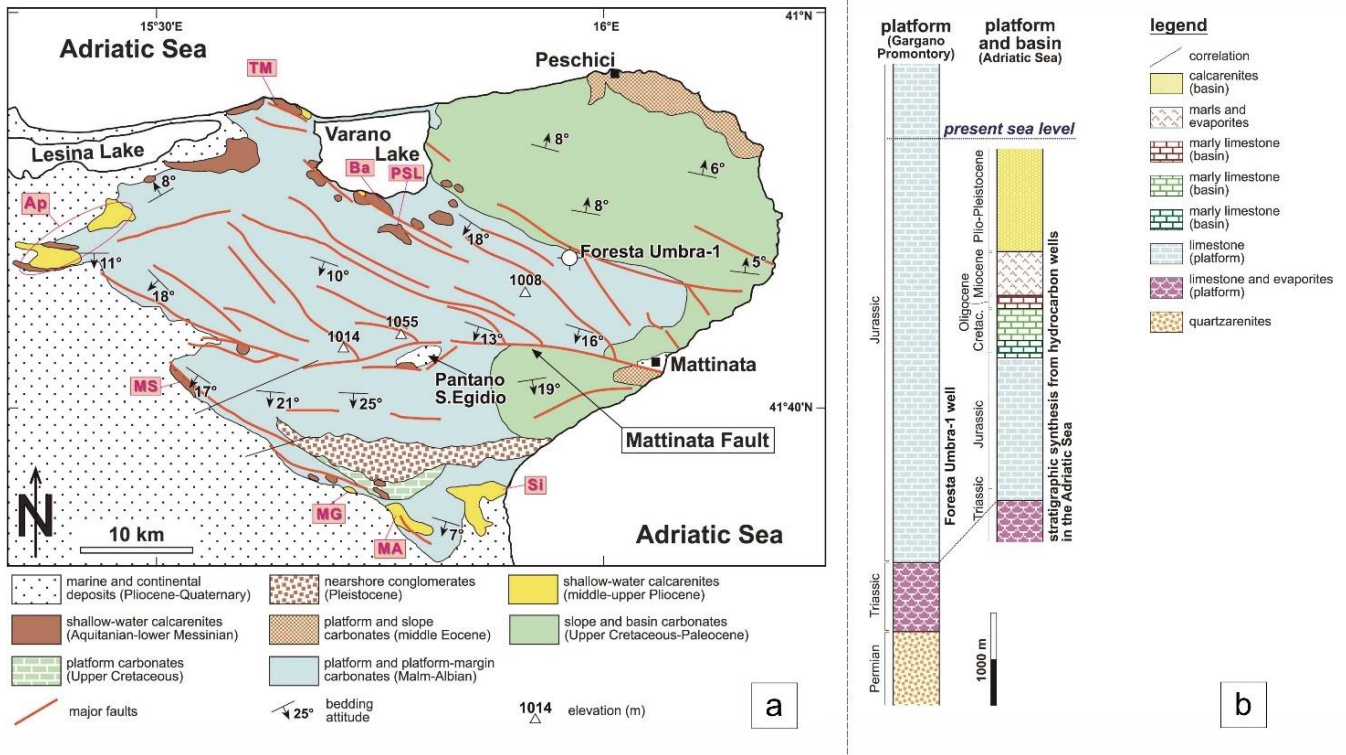 15°30'E
16°E
41°N
Adriatic Sea
TM
Peschici
Varano
Lake
Lesina Lake
Ba
PSL
8°
6°
8°
Ap
8°
18°
Foresta Umbra-1
11°
10°
1008
5°
18°
1055
1014
13°
16°
Mattinata
Pantano
S.Egidio
MS
17°
19°
21°
25°
41°40'
Mattinata Fault
N
Si
MG
10 km
MA
7°
Adriatic Sea
marine and continental
deposits (Pliocene-Quaternary)
nearshore conglomerates
(Pleistocene)
shallow-water calcarenites
(middle-upper Pliocene)
shallow-water calcarenites
(Aquitanian-lower Messinian)
platform and slope
carbonates (middle Eocene)
slope and basin carbonates
(Upper Cretaceous-Paleocene)
platform carbonates
(Upper Cretaceous)
platform and platform-margin
carbonates (Malm-Albian)
major faults
25°
bedding
attitude
1014
elevation (m)
a
platform
(Gargano
Promontory)
platform
and basin
(Adriatic Sea)
present sea level
Jurassic
Triassic
Permian
Foresta Umbra-1 well
Plio-Pleistocene
Miocene
Oligocene
Cretac.
Jurassic
Triassic
stratigraphic synthesis from hydrocarbon wells
in the Adriatic Sea
1000 m
legend
correlation
calcarenites
(basin)
marls and
evaporites
marly limestone
(basin)
marly limestone
(basin)
marly limestone
(basin)
limestone
(platform)
limestone and evaporites
(platform)
quartzarenites
b